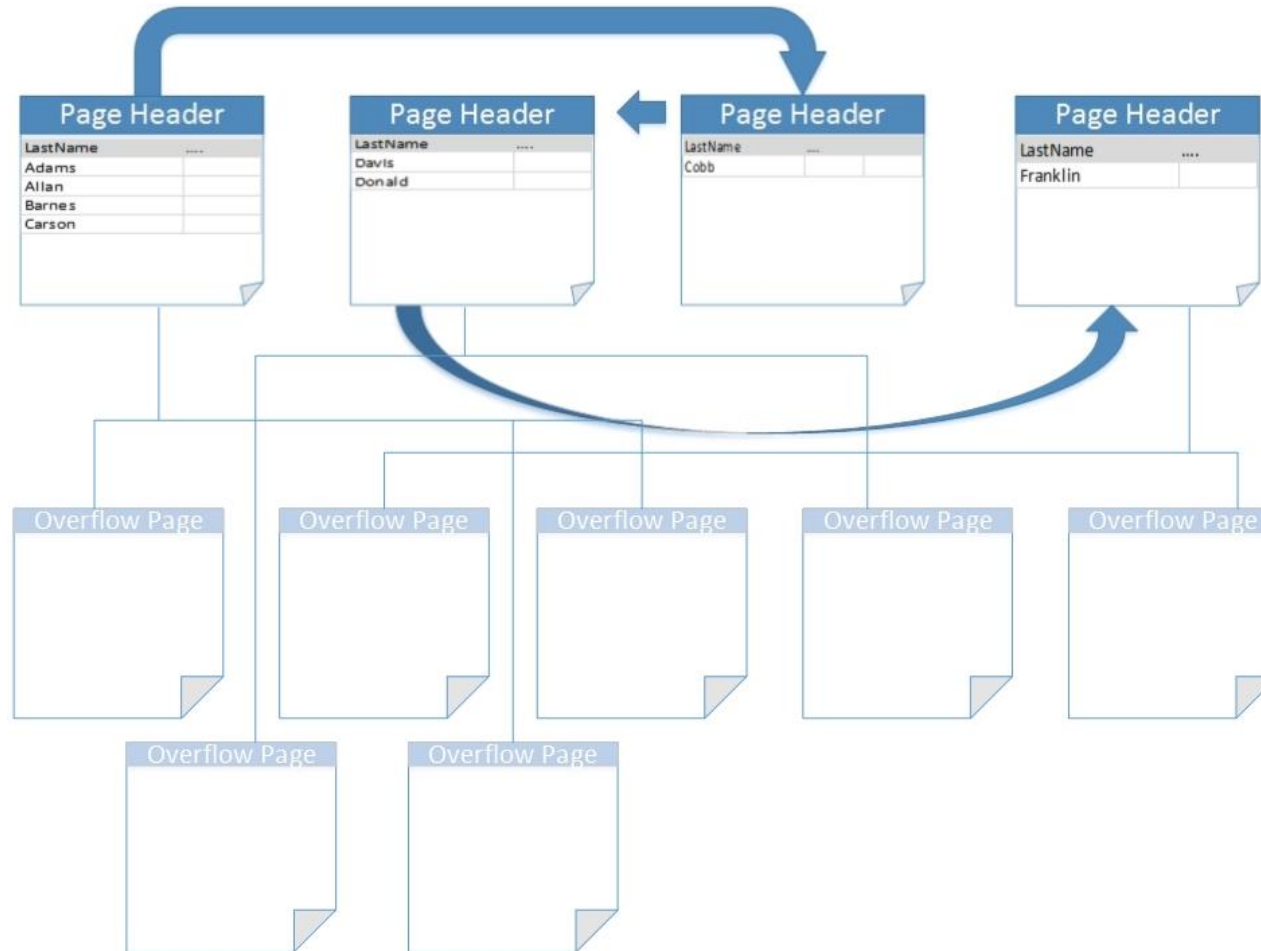 Page Header
LastName ....
Adams
Allan
Barnes
Carson
Page Header
LastName ....
Davis
Donald
Page Header
LastName ....
Cobb
Page Header
LastName ....
Franklin
Overflow Page
Overflow Page
Overflow Page
Overflow Page
Overflow Page
Overflow Page
Overflow Page